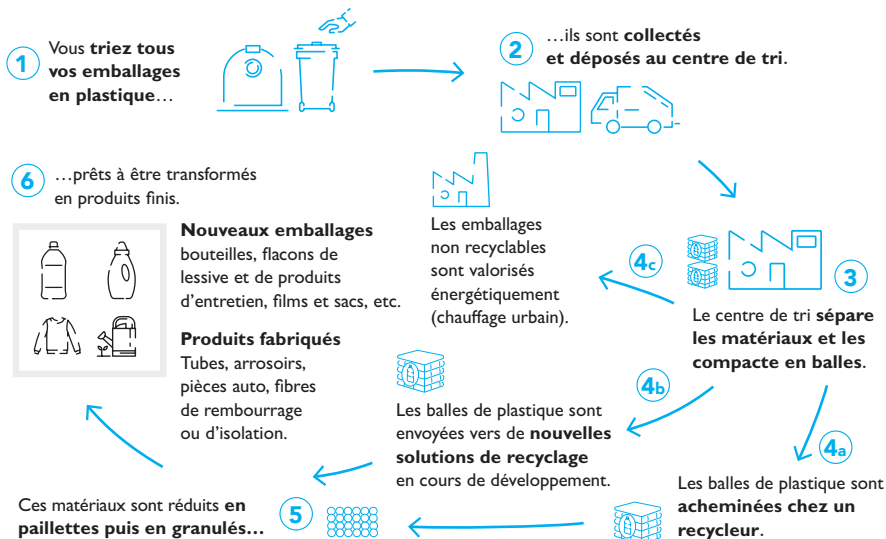 1
Vous triez tous
vos emballages
en plastique…
2
…ils sont collectés
et déposés au centre de tri.
3
Le centre de tri sépare
les matériaux et les
compacte en balles.
4c
Les emballages
non recyclables
sont valorisés
énergétiquement
(chauffage urbain).
4b
Les balles de plastique sont
envoyées vers de nouvelles
solutions de recyclage
en cours de développement.
4a
Les balles de plastique sont
acheminées chez un
recycleur.
5
Ces matériaux sont réduits en
paillettes puis en granulés…
6
…prêts à être transformés
en produits finis.
Nouveaux emballages
bouteilles, flacons de
lessive et de produits
d’entretien, films et sacs, etc.
Produits fabriqués
Tubes, arrosoirs,
pièces auto, fibres
de rembourrage
ou d’isolation.